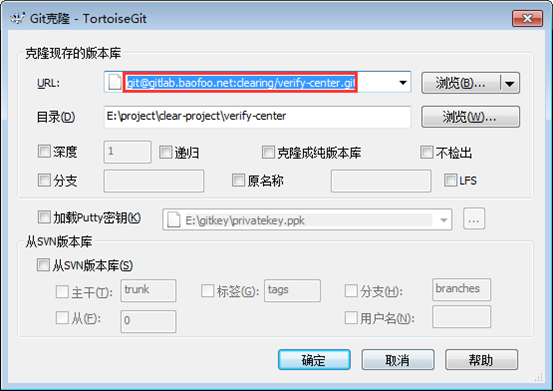 Git克隆 - TortoiseGit
克隆现存的版本库
URL: git@gitlab.baofoo.net:clearing/verify-center.git 浏览(B)...
目录(D) E:\project\clear-project\verify-center 浏览(W)...
深度 1 递归 克隆成纯版本库 不检出
分支 原名称 LFS
加载Putty密钥(K) E:\gitkey\privatekey.ppk ...
从SVN版本库
从SVN版本库(S)
主干(T): trunk 标签(G): tags 分支(H): branches
从(F): 0 用户名(N):
确定 取消 帮助